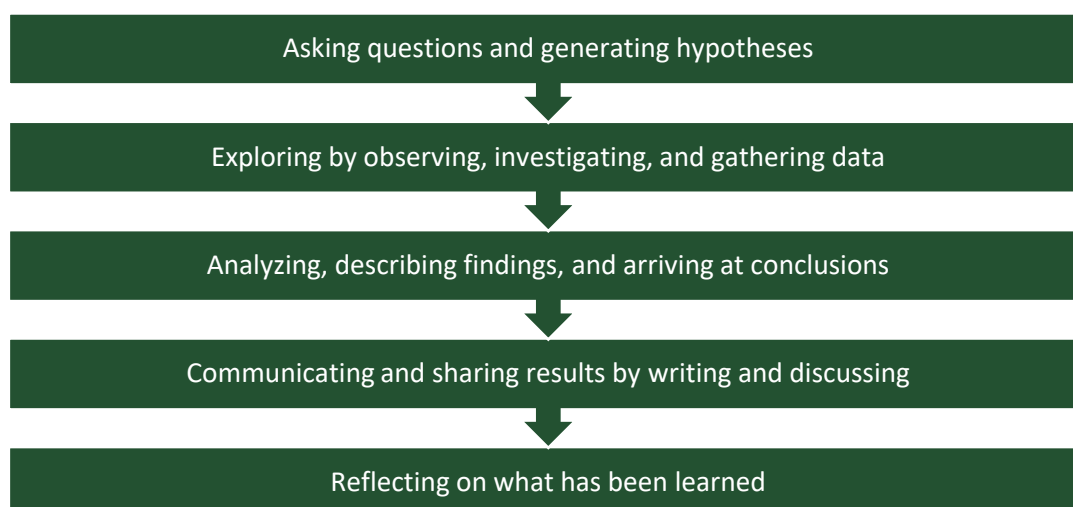 Asking questions and generating hypotheses
Exploring by observing, investigating, and gathering data
Analyzing, describing findings, and arriving at conclusions
Communicating and sharing results by writing and discussing
Reflecting on what has been learned